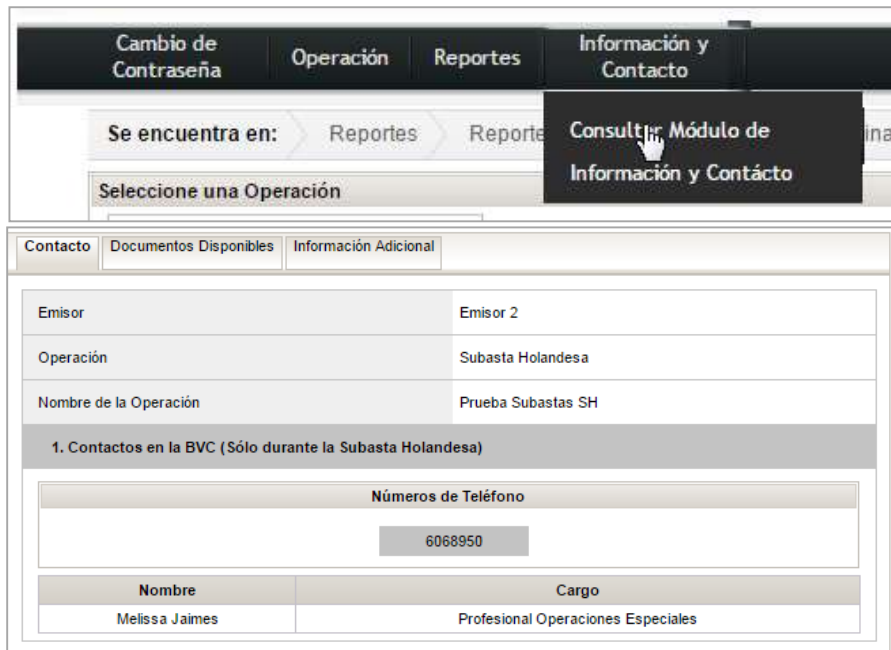 Cambio de
Contraseña
Operación
Reportes
Información y
Contacto
Se encuentra en:
Reportes
Reporte
Consultar Módulo de
Información y Contácto
ina
Seleccione una Operación
Contacto
Documentos Disponibles
Información Adicional
Emisor
Emisor 2
Operación
Subasta Holandesa
Nombre de la Operación
Prueba Subastas SH
1. Contactos en la BVC (Sólo durante la Subasta Holandesa)
Números de Teléfono
6068950
Nombre
Cargo
Melissa Jaimes
Profesional Operaciones Especiales